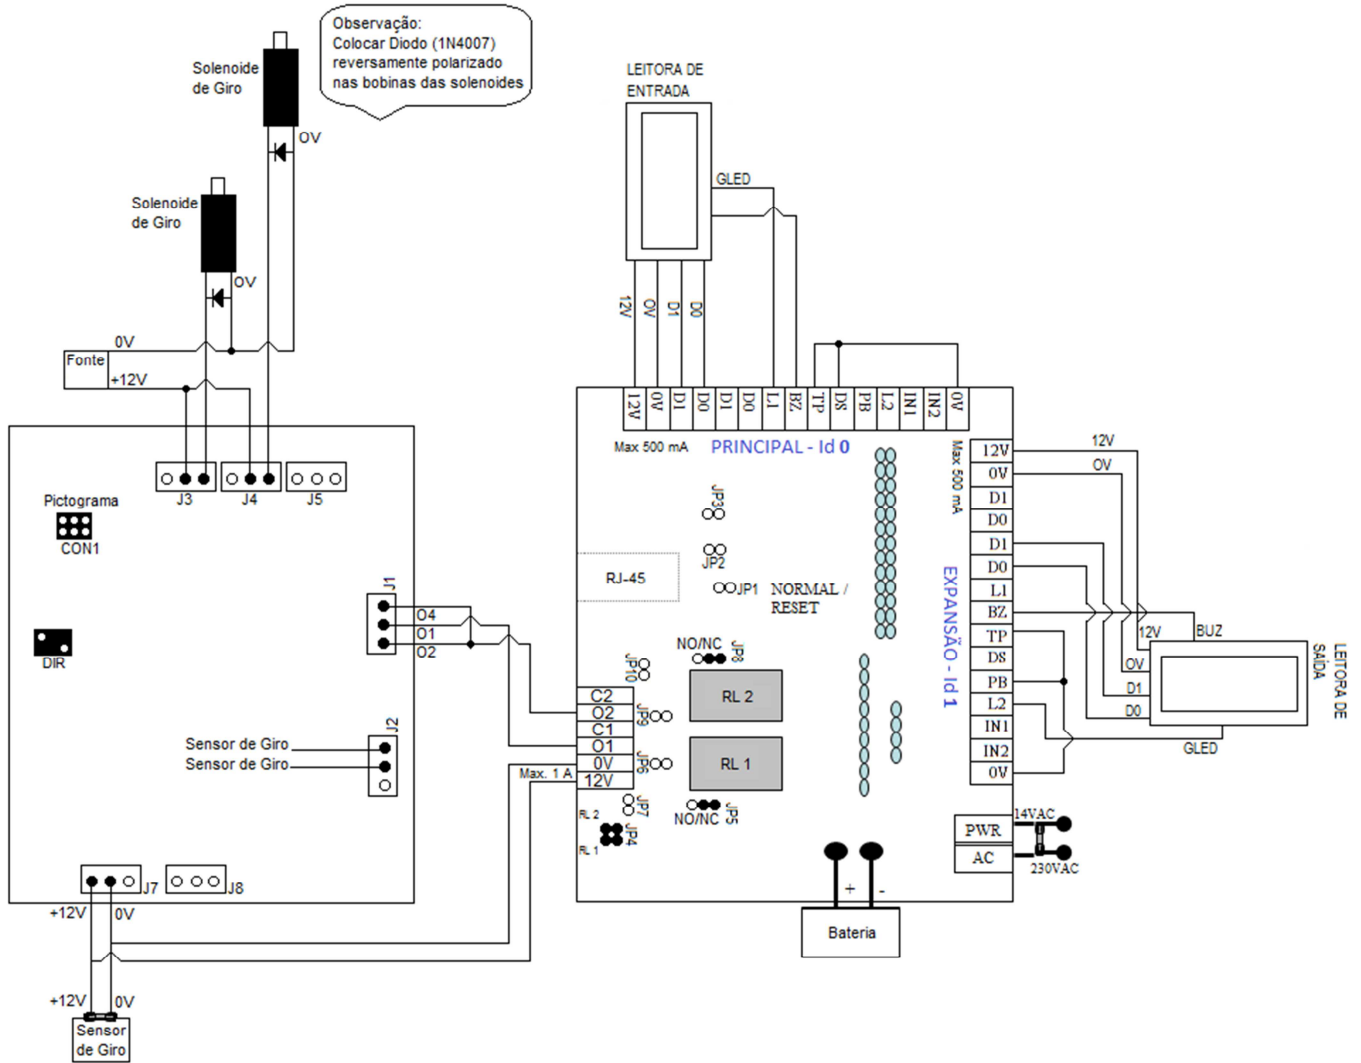 Observação:
Colocar Diodo (1N4007)
reversamente polarizado
nas bobinas das solenoides
Solenoide
de Giro
0V
Solenoide
de Giro
0V
Fonte
0V
+12V
LEITORA DE
ENTRADA
GLED
12V
0V
D1
D0
12V
0V
D1
D0
D1
D0
L1
BZ
TP
DS
PB
L2
IN1
IN2
0V
Max 500 mA
PRINCIPAL - Id 0
Max 500 mA
12V
0V
D1
D0
D1
D0
L1
BZ
TP
DS
PB
L2
IN1
IN2
0V
EXPANSÃO - Id 1
12V
0V
BUZ
12V
0V
D1
D0
GLED
LEITORA DE
SAÍDA
J3
J4
J5
Pictograma
CON1
DIR
J1
O4
O1
O2
J2
Sensor de Giro
Sensor de Giro
J7
J8
+12V
0V
+12V
0V
Sensor
de Giro
JP3
JP2
JP1
NORMAL /
RESET
RJ-45
NO/NC
JP8
JP10
RL 2
C2
O2
C1
O1
0V
12V
JP9
JP6
Max. 1 A
RL 1
JP7
NO/NC
JP5
RL 2
RL 1
JP4
PWR
AC
14VAC
230VAC
+
-
Bateria